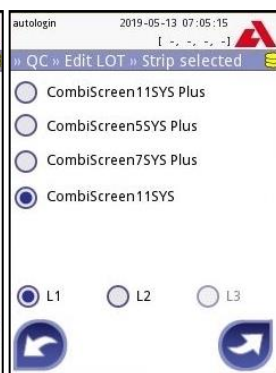 autologin 2019-05-13 07:05:15
[ -, -, -, -]
» QC » Edit LOT » Strip selected
CombiScreen11SYS Plus
CombiScreen5SYS Plus
CombiScreen7SYS Plus
CombiScreen11SYS
L1 L2 L3